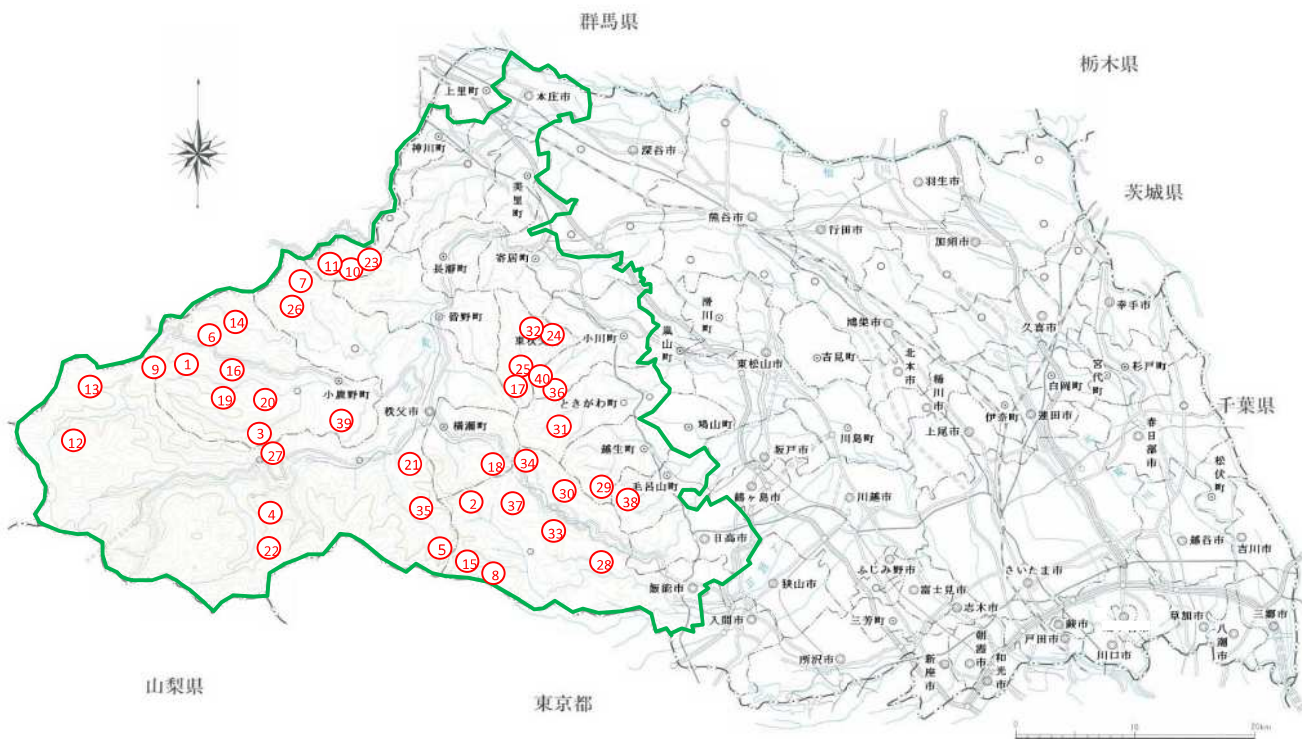 群馬県
栃木県
上里町
本庄市
神川町
深谷市
羽生市
茨城県
美里町
熊谷市
行田市
加須市
11
23
10
長瀞町
寄居町
7
幸手市
26
滑川町
鴻巣市
久喜市
14
皆野町
32
24
小川町
6
嵐山町
東秩
東松山市
吉見町
北本市
宮代町
杉戸町
9
1
16
25
40
白岡町
13
小鹿野町
17
36
ときがわ町
桶川市
伊奈町
蓮田市
千葉県
19
20
秩父市
39
横瀬町
31
鳩山町
川島町
上尾市
春日部市
12
3
27
21
18
34
越生町
坂戸市
松伏町
毛呂山町
29
30
38
鶴ヶ島市
川越市
4
35
2
37
33
日高市
越谷市
吉川市
22
5
15
8
28
ふじみ野市
さいたま市
飯能市
狭山市
富士見市
志木市
入間市
三芳町
朝霞市
戸田市
蕨市
草加市
八潮市
三郷市
川口市
所沢市
新座市
和光市
山梨県
東京都
0
10
20km